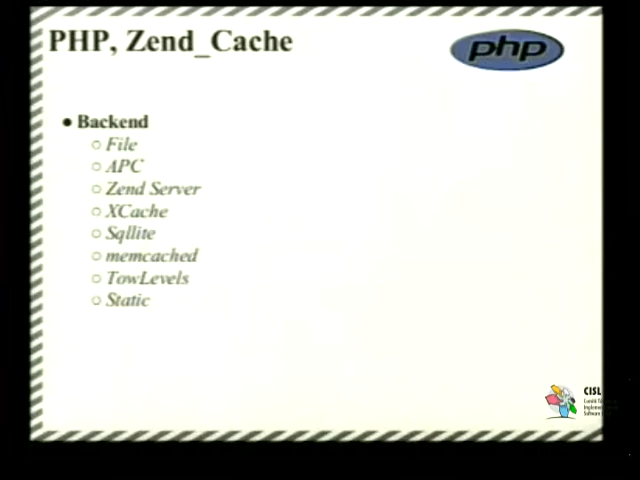 PHP, Zend_Cache
php
● Backend
○ File
○ APC
○ Zend Server
○ XCache
○ Sqllite
○ memcached
○ TowLevels
○ Static
CISL